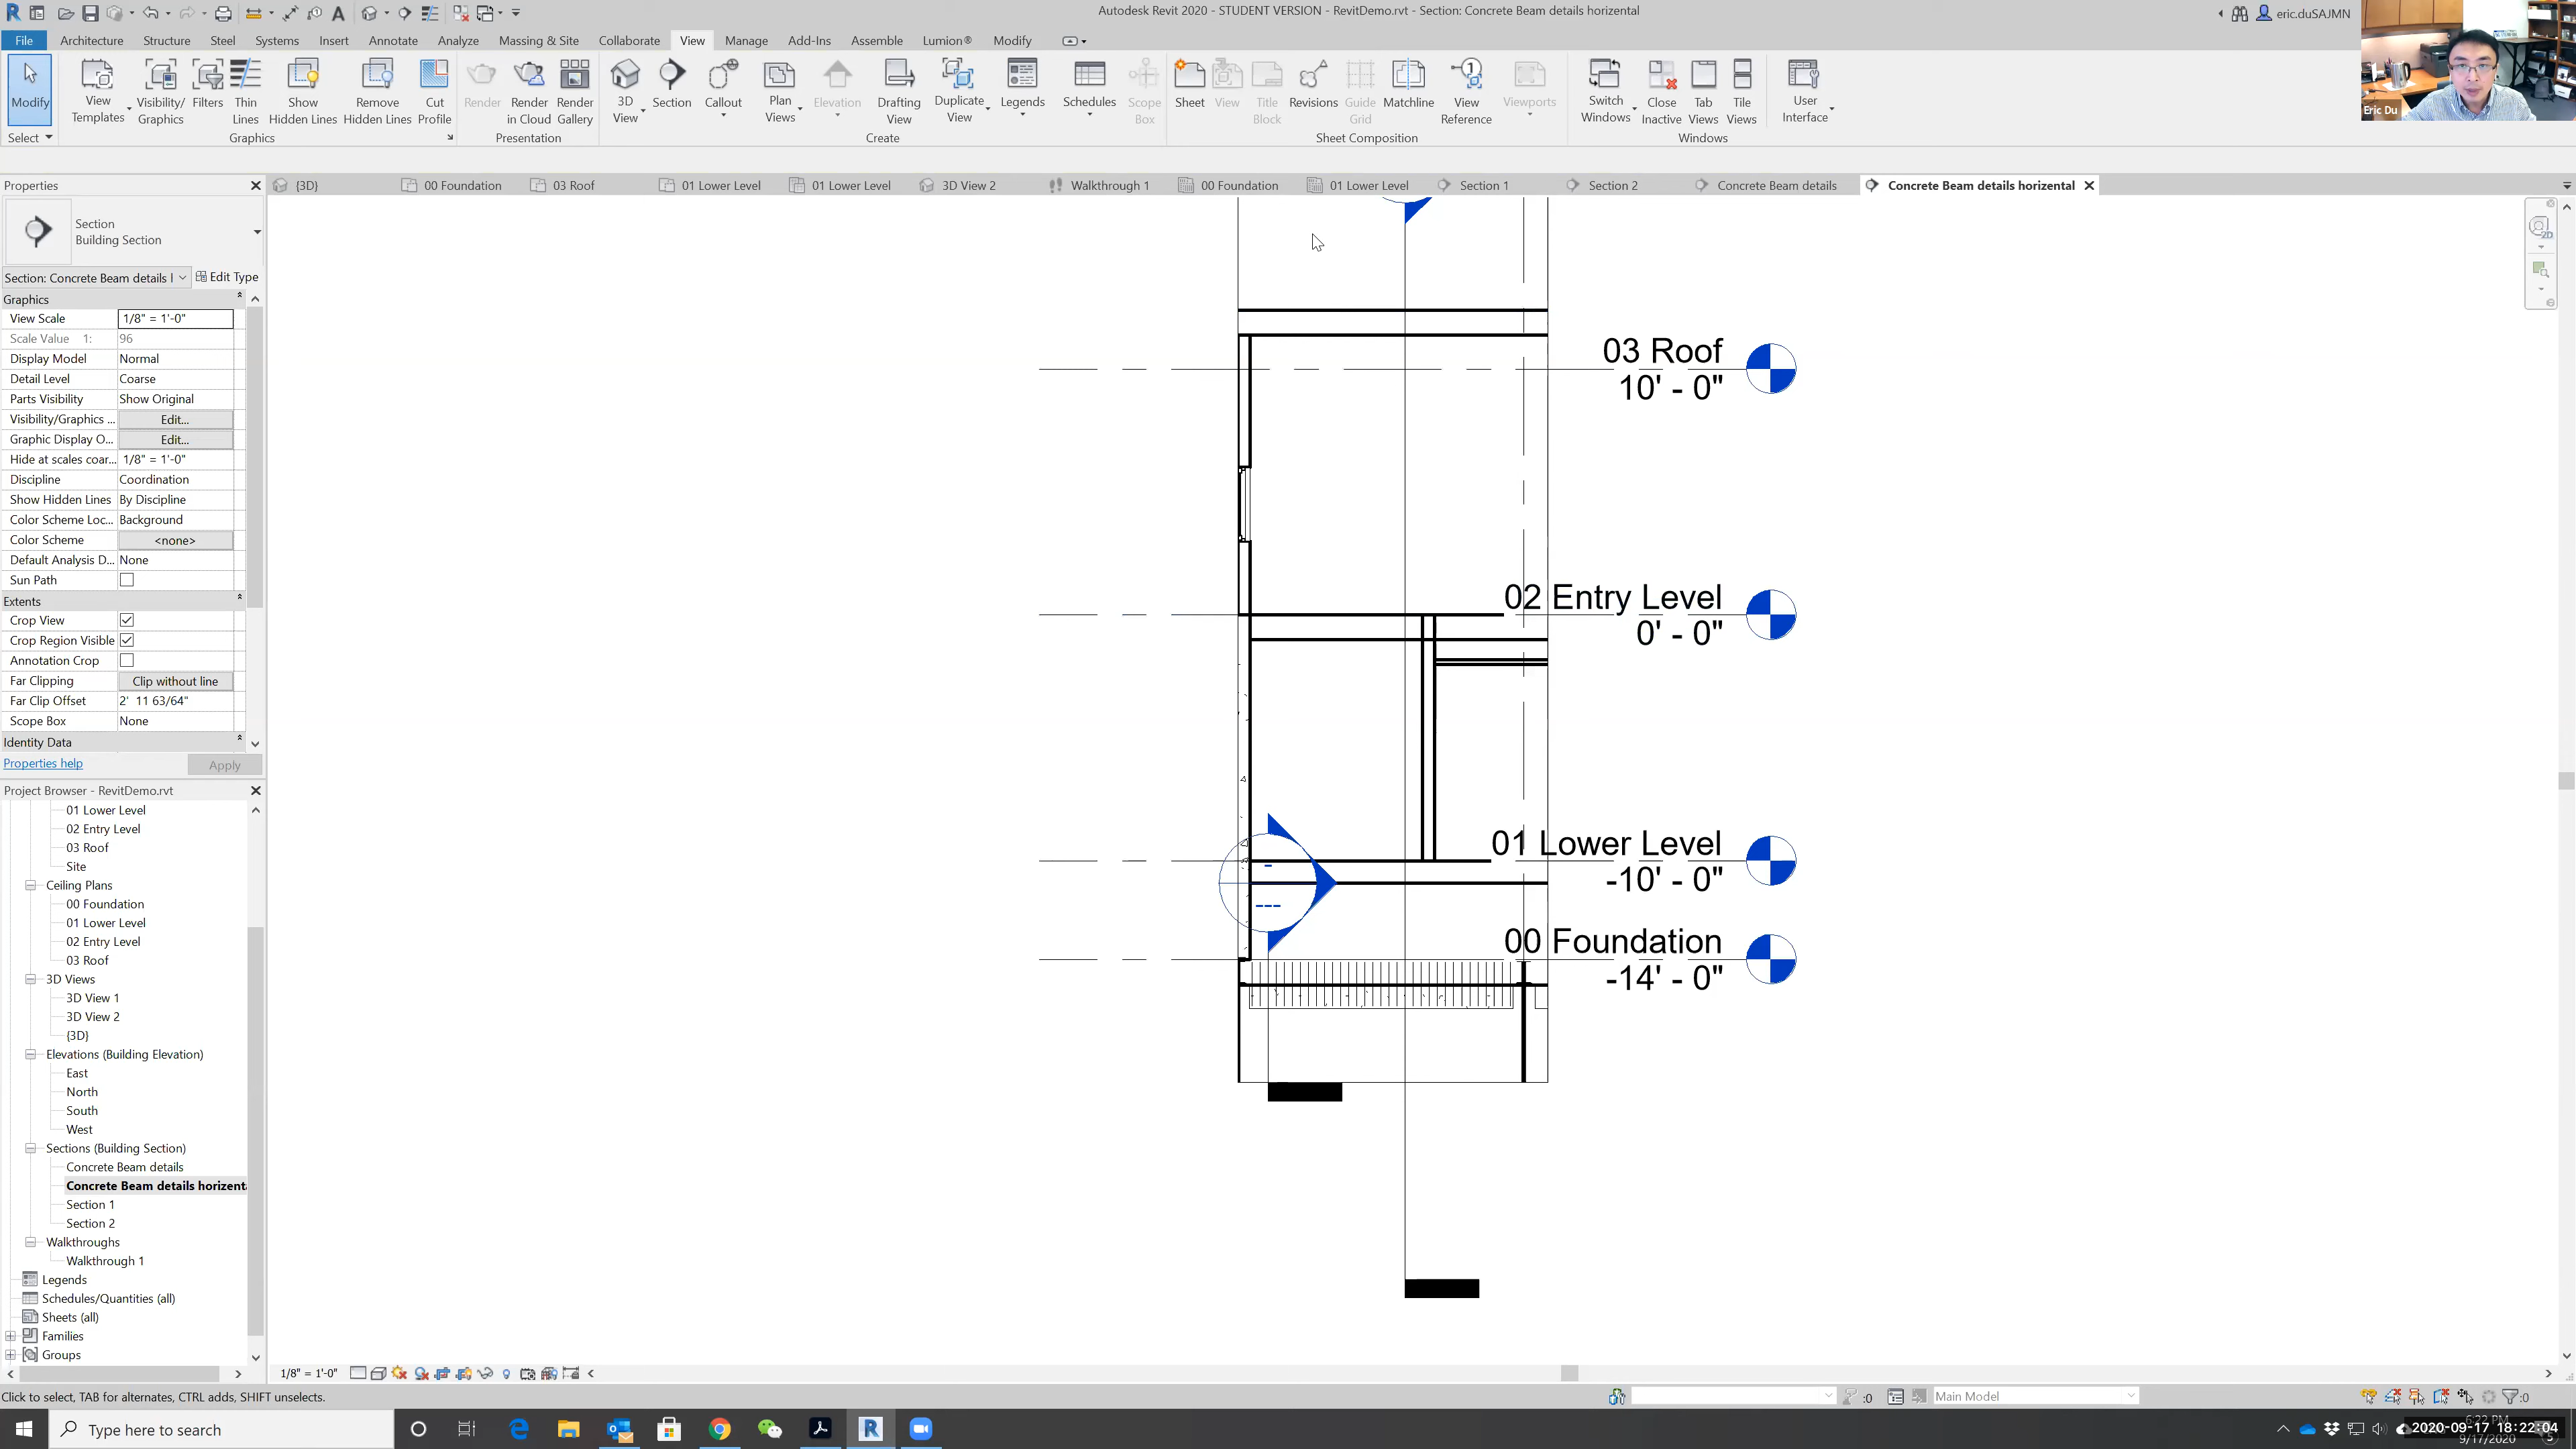 Autodesk Revit 2020 - STUDENT VERSION - RevitDemo.rvt - Section: Concrete Beam details horizental
eric.duSAJMN
File Architecture Structure Steel Systems Insert Annotate Analyze Massing & Site Collaborate View Manage Add-Ins Assemble Lumion® Modify
Modify
View Templates
Visibility/ Graphics
Filters
Thin Lines
Show Hidden Lines
Remove Hidden Lines
Cut Profile
Render
Render in Cloud
Render Gallery
3D View
Section
Callout
Plan Views
Elevation
Drafting View
Duplicate View
Legends
Schedules
Scope Box
Sheet
View
Title Block
Revisions
Guide Grid
Matchline
View Reference
Viewports
Switch Windows
Close Inactive
Tab Views
Tile Views
User Interface
Eric Du
Select Graphics Presentation Create Sheet Composition Windows
Properties
{3D} 00 Foundation 03 Roof 01 Lower Level 01 Lower Level 3D View 2 Walkthrough 1 00 Foundation 01 Lower Level Section 1 Section 2 Concrete Beam details Concrete Beam details horizental
Section
Building Section
Section: Concrete Beam details l Edit Type
Graphics
View Scale 1/8" = 1'-0"
Scale Value 1: 96
Display Model Normal
Detail Level Coarse
Parts Visibility Show Original
Visibility/Graphics ... Edit...
Graphic Display O... Edit...
Hide at scales coar... 1/8" = 1'-0"
Discipline Coordination
Show Hidden Lines By Discipline
Color Scheme Loc... Background
Color Scheme <none>
Default Analysis D... None
Sun Path
Extents
Crop View
Crop Region Visible
Annotation Crop
Far Clipping Clip without line
Far Clip Offset 2' 11 63/64"
Scope Box None
Identity Data
Properties help Apply
Project Browser - RevitDemo.rvt
01 Lower Level
02 Entry Level
03 Roof
Site
Ceiling Plans
00 Foundation
01 Lower Level
02 Entry Level
03 Roof
3D Views
3D View 1
3D View 2
{3D}
Elevations (Building Elevation)
East
North
South
West
Sections (Building Section)
Concrete Beam details
Concrete Beam details horizenta
Section 1
Section 2
Walkthroughs
Walkthrough 1
Legends
Schedules/Quantities (all)
Sheets (all)
Families
Groups
03 Roof
10' - 0"
02 Entry Level
0' - 0"
01 Lower Level
-10' - 0"
00 Foundation
-14' - 0"
1/8" = 1'-0"
Click to select, TAB for alternates, CTRL adds, SHIFT unselects.
:0
Main Model
:0
Type here to search
6:22 PM
2020-09-17 18:22:04
9/17/2020